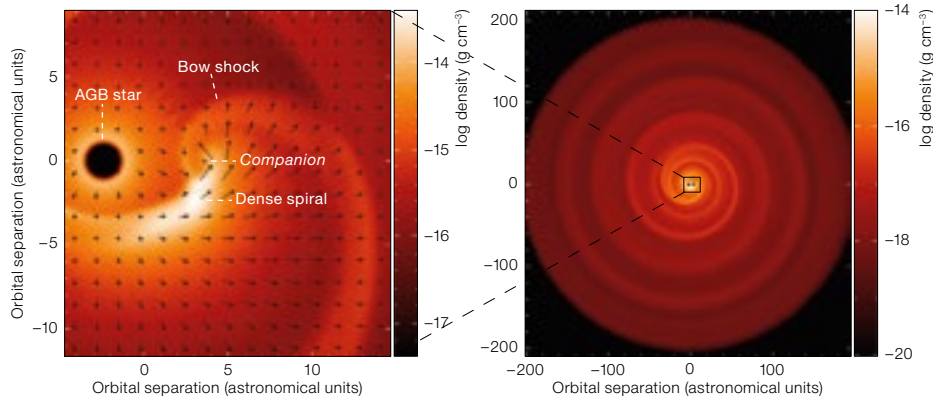 Orbital separation (astronomical units)
5
0
−5
−10
AGB star
Bow shock
Companion
Dense spiral
0
5
10
Orbital separation (astronomical units)
log density (g cm⁻³)
−14
−15
−16
−17
200
100
0
−100
−200
−200
−100
0
100
Orbital separation (astronomical units)
log density (g cm⁻³)
−14
−16
−18
−20